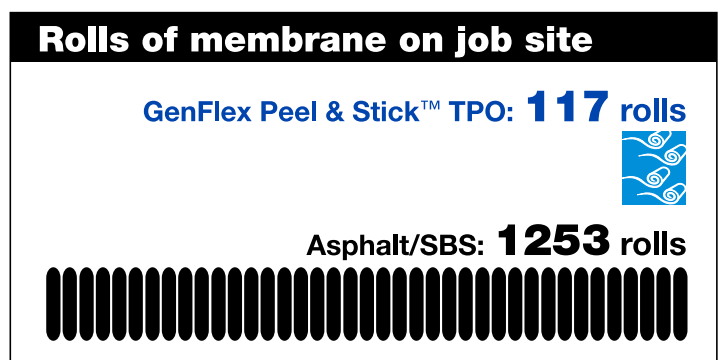 Rolls of membrane on job site
GenFlex Peel & Stick™ TPO: 117 rolls
Asphalt/SBS: 1253 rolls